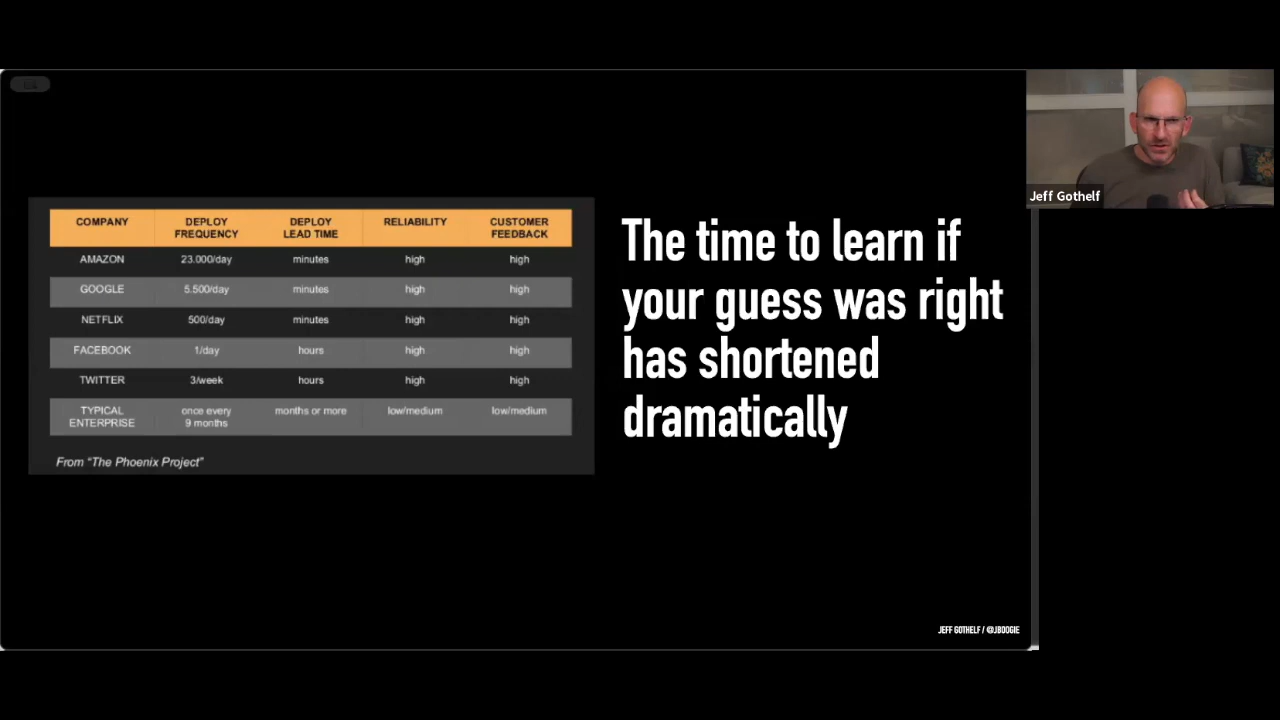 COMPANY DEPLOY FREQUENCY DEPLOY LEAD TIME RELIABILITY CUSTOMER FEEDBACK
AMAZON 23.000/day minutes high high
GOOGLE 5.500/day minutes high high
NETFLIX 500/day minutes high high
FACEBOOK 1/day hours high high
TWITTER 3/week hours high high
TYPICAL ENTERPRISE once every 9 months months or more low/medium low/medium
From "The Phoenix Project"
The time to learn if
your guess was right
has shortened
dramatically
JEFF GOTHELF / @JBOOGIE
Jeff Gothelf